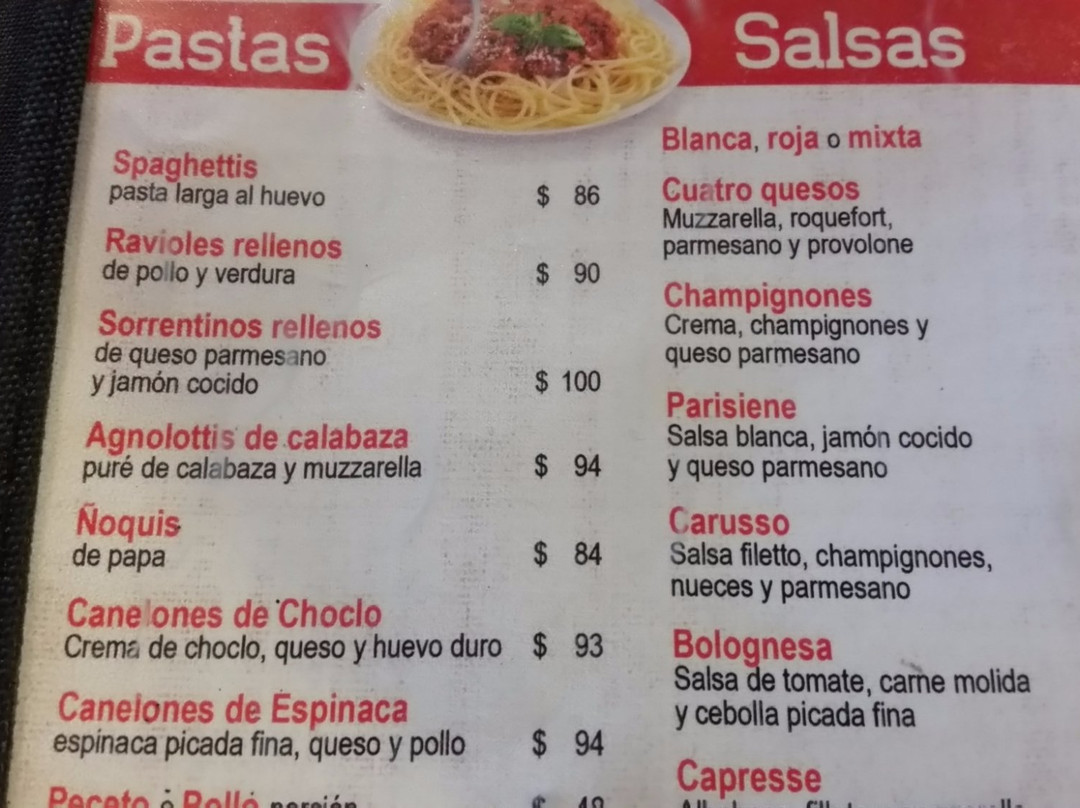 Pastas
Spaghettis
pasta larga al huevo $ 86
Ravioles rellenos
de pollo y verdura $ 90
Sorrentinos rellenos
de queso parmesano
y jamón cocido $ 100
Agnolottis de calabaza
puré de calabaza y muzzarella $ 94
Ñoquis
de papa $ 84
Canelones de Choclo
Crema de choclo, queso y huevo duro $ 93
Canelones de Espinaca
espinaca picada fina, queso y pollo $ 94
Peceto o Pollo porción
Salsas
Blanca, roja o mixta
Cuatro quesos
Muzzarella, roquefort,
parmesano y provolone
Champignones
Crema, champignones y
queso parmesano
Parisiene
Salsa blanca, jamón cocido
y queso parmesano
Carusso
Salsa filetto, champignones,
nueces y parmesano
Bolognesa
Salsa de tomate, carne molida
y cebolla picada fina
Capresse